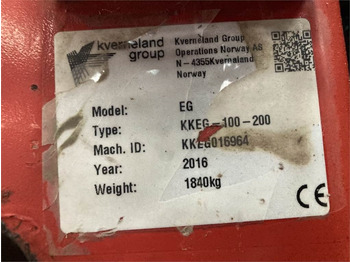 kverneland
group
Kverneland Group
Operations Norway AS
N-4355Kvernaland
Norway
Model: EG
Type: KKEG-100-200
Mach. ID: KKEG016964
Year: 2016
Weight: 1840kg
CE